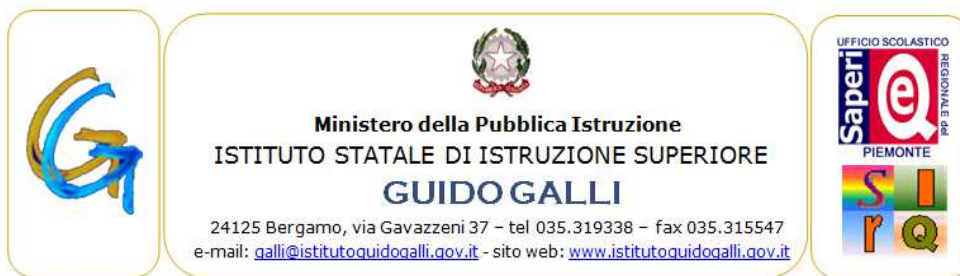 Ministero della Pubblica Istruzione
ISTITUTO STATALE DI ISTRUZIONE SUPERIORE
GUIDO GALLI
24125 Bergamo, via Gavazzeni 37 – tel 035.319338 – fax 035.315547
e-mail: galli@istitutoguidogalli.gov.it - sito web: www.istitutoguidogalli.gov.it
UFFICIO SCOLASTICO
REGIONALE del
PIEMONTE
Saperi
e
S I
r Q